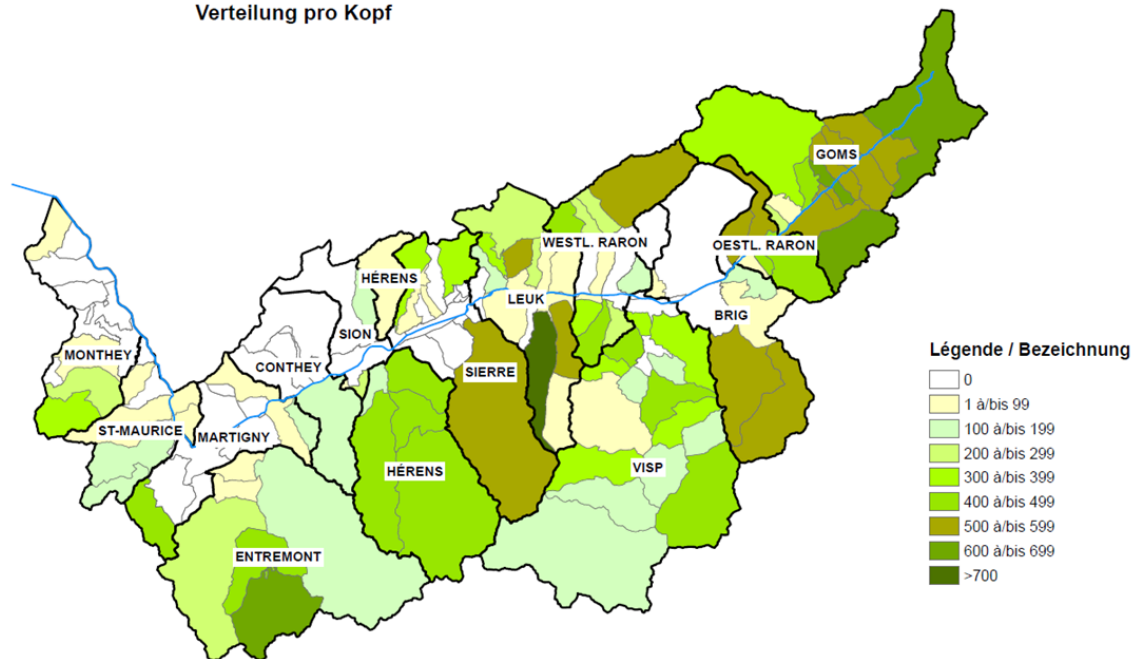 Verteilung pro Kopf
GOMS
WESTL. RARON
OESTL. RARON
HÉRENS
LEUK
BRIG
SION
MONTHEY
CONTHEY
SIERRE
ST-MAURICE
MARTIGNY
HÉRENS
VISP
ENTREMONT
Légende / Bezeichnung
0
1 à/bis 99
100 à/bis 199
200 à/bis 299
300 à/bis 399
400 à/bis 499
500 à/bis 599
600 à/bis 699
>700